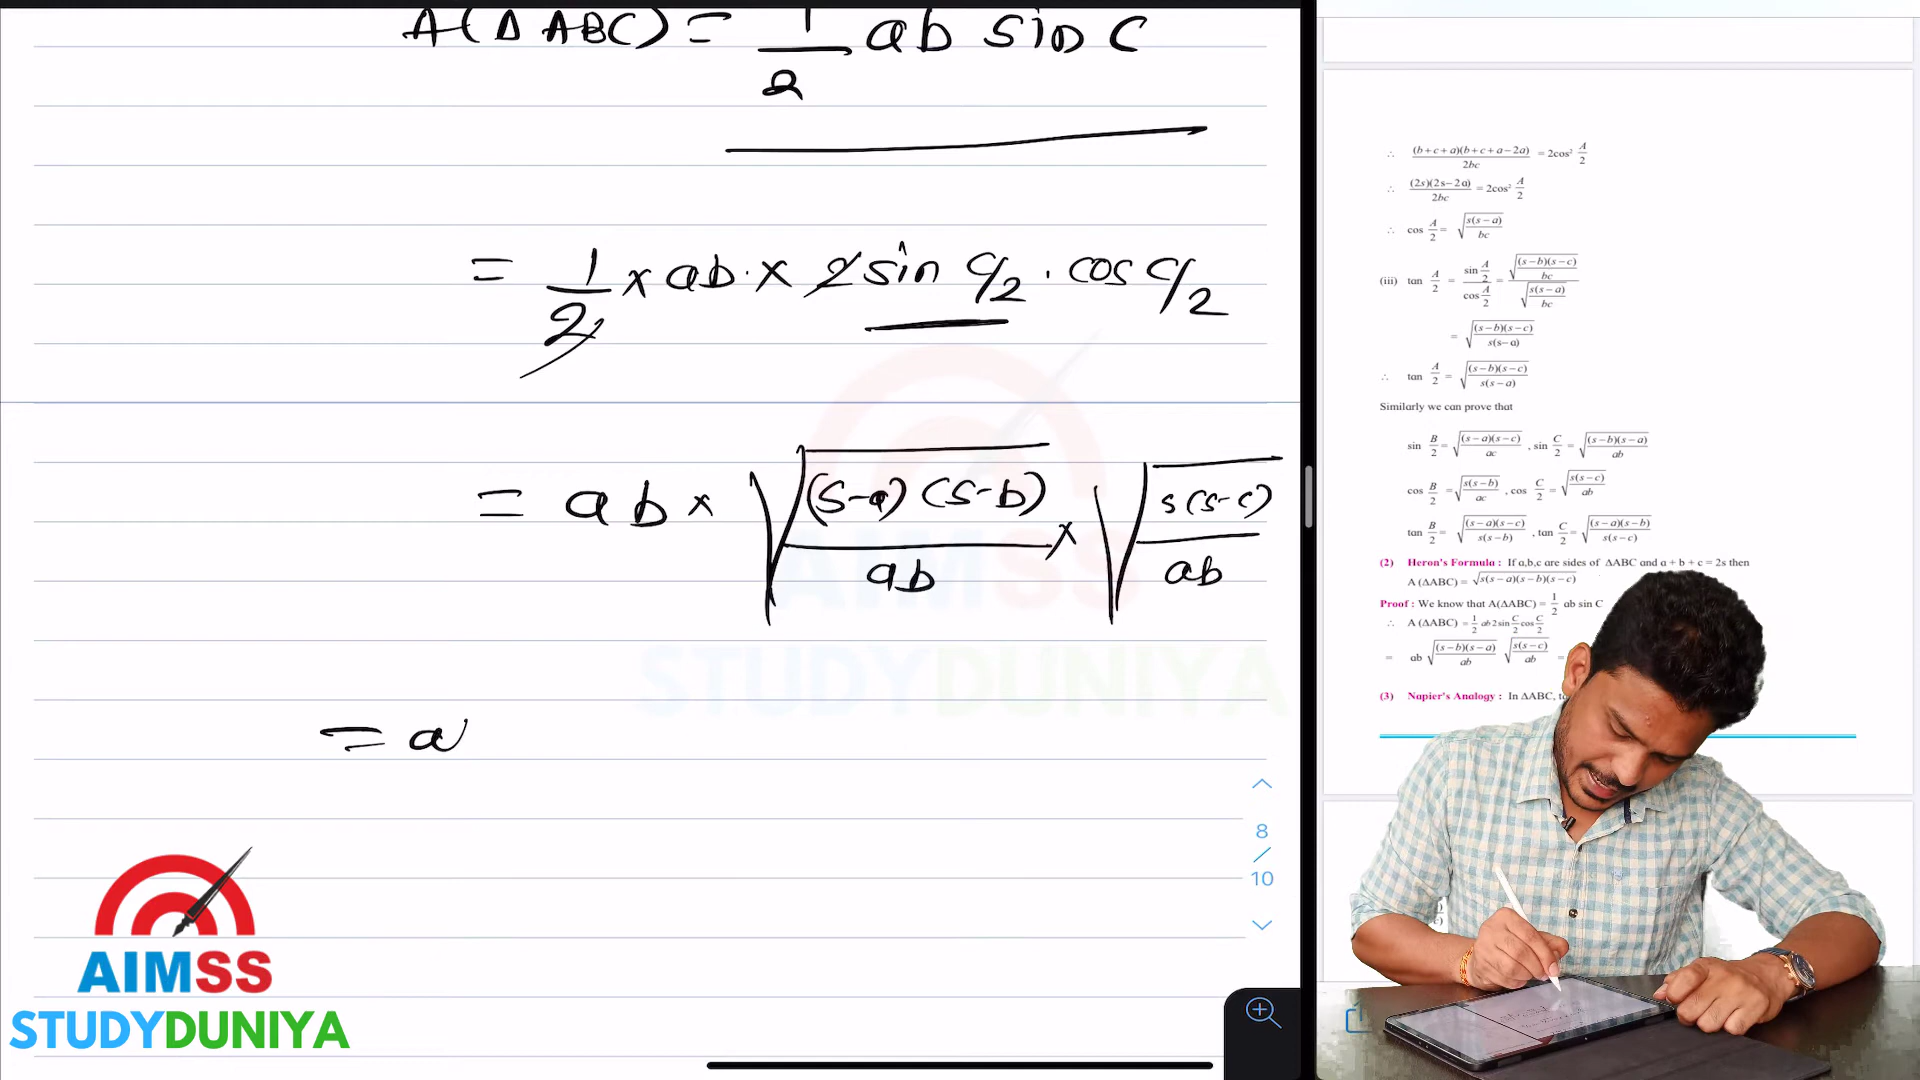 A(Δ ABC) = 1/2 ab sin C
= 1/2 × ab × 2 sin C/2 · cos C/2
= ab × √((s-a)(s-b)/ab) × √(s(s-c)/ab)
= a
8
/
10
AIMSS
STUDYDUNIYA
AIMSS
STUDYDUNIYA
∴ (b+c+a)(b+c+a−2a)/2bc = 2cos² A/2
∴ (2s)(2s−2a)/2bc = 2cos² A/2
∴ cos A/2 = √(s(s−a)/bc)
(iii) tan A/2 = sin A/2 / cos A/2 = √((s−b)(s−c)/bc) / √(s(s−a)/bc)
= √((s−b)(s−c)/s(s−a))
∴ tan A/2 = √((s−b)(s−c)/s(s−a))
Similarly we can prove that
sin B/2 = √((s−a)(s−c)/ac) , sin C/2 = √((s−b)(s−a)/ab)
cos B/2 = √(s(s−b)/ac) , cos C/2 = √(s(s−c)/ab)
tan B/2 = √((s−a)(s−c)/s(s−b)) , tan C/2 = √((s−a)(s−b)/s(s−c))
(2) Heron's Formula : If a,b,c are sides of ΔABC and a + b + c = 2s then
A (ΔABC) = √s(s−a)(s−b)(s−c)
Proof : We know that A(ΔABC) = 1/2 ab sin C
∴ A (ΔABC) = 1/2 ab 2sin C/2 cos C/2
= ab √((s−b)(s−a)/ab) √(s(s−c)/ab) =
(3) Napier's Analogy : In ΔABC,